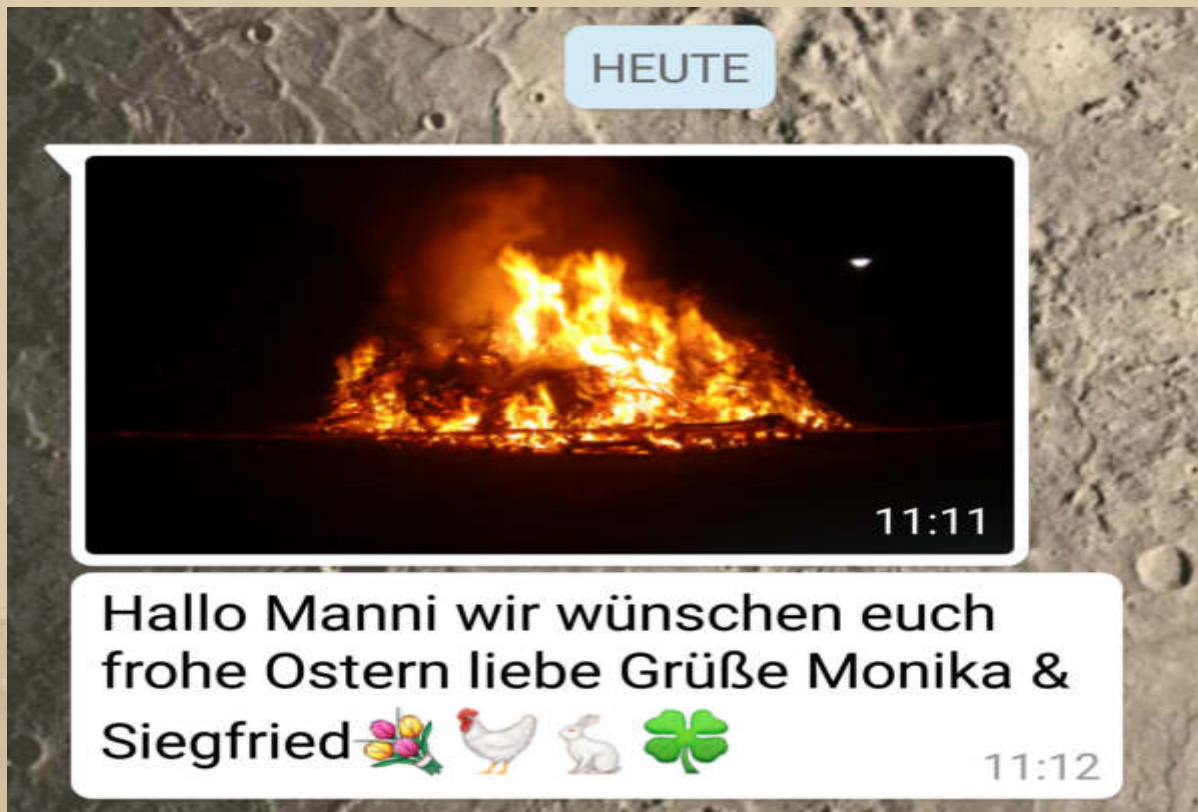 HEUTE
11:11
Hallo Manni wir wünschen euch
frohe Ostern liebe Grüße Monika &
Siegfried💐🐓🐇🍀
11:12